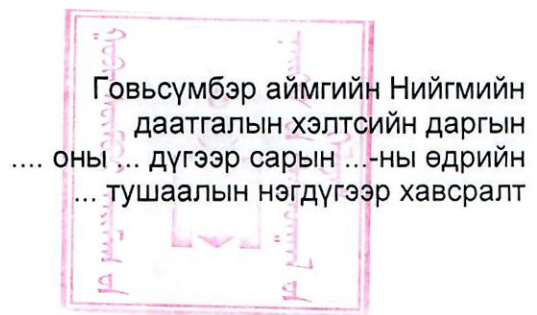 Говьсүмбэр аймгийн Нийгмийн
даатгалын хэлтсийн даргын
.... оны ... дүгээр сарын ...-ны өдрийн
... тушаалын нэгдүгээр хавсралт